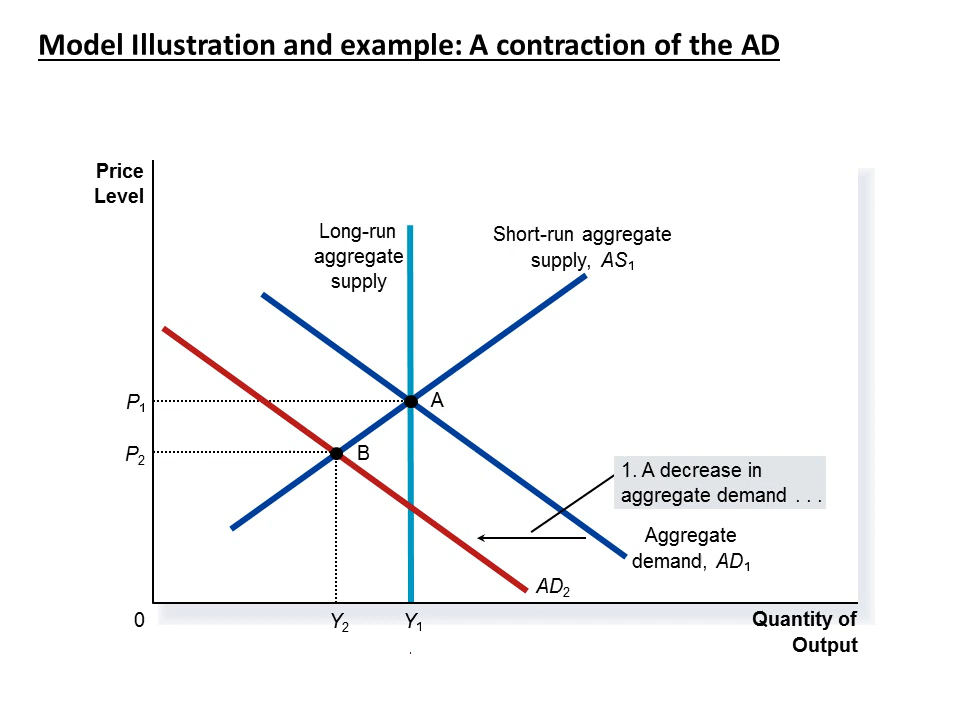 Model Illustration and example: A contraction of the AD
Price
Level
Long-run
aggregate
supply
Short-run aggregate
supply, AS₁
P₁
A
P₂
B
1. A decrease in
aggregate demand . . .
Aggregate
demand, AD₁
AD₂
0
Y₂
Y₁
Quantity of
Output
.